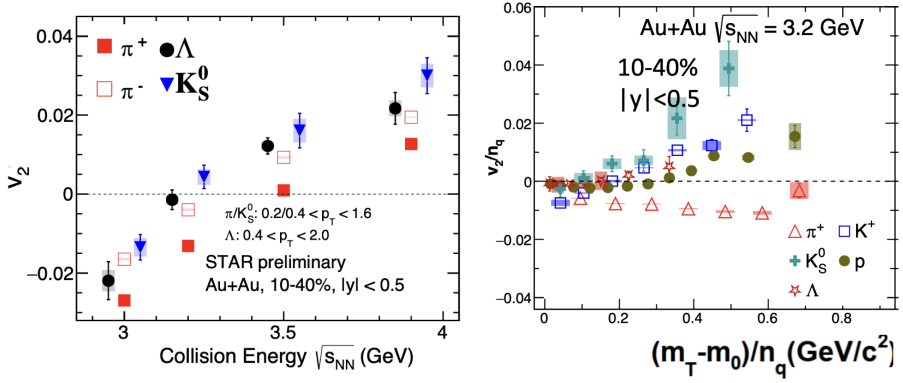 0.04
0.02
0
−0.02
v₂
π⁺ Λ
π⁻ K⁰S
π/K⁰S: 0.2/0.4 < pT < 1.6
Λ: 0.4 < pT < 2.0
STAR preliminary
Au+Au, 10-40%, |y| < 0.5
3 3.5 4
Collision Energy √sNN (GeV)
0.06
0.04
0.02
0
−0.02
−0.04
v₂/nq
Au+Au √sNN = 3.2 GeV
10-40%
|y|<0.5
π⁺ K⁺
K⁰S p
Λ
0 0.2 0.4 0.6 0.8 1
(mT-m0)/nq(GeV/c²)